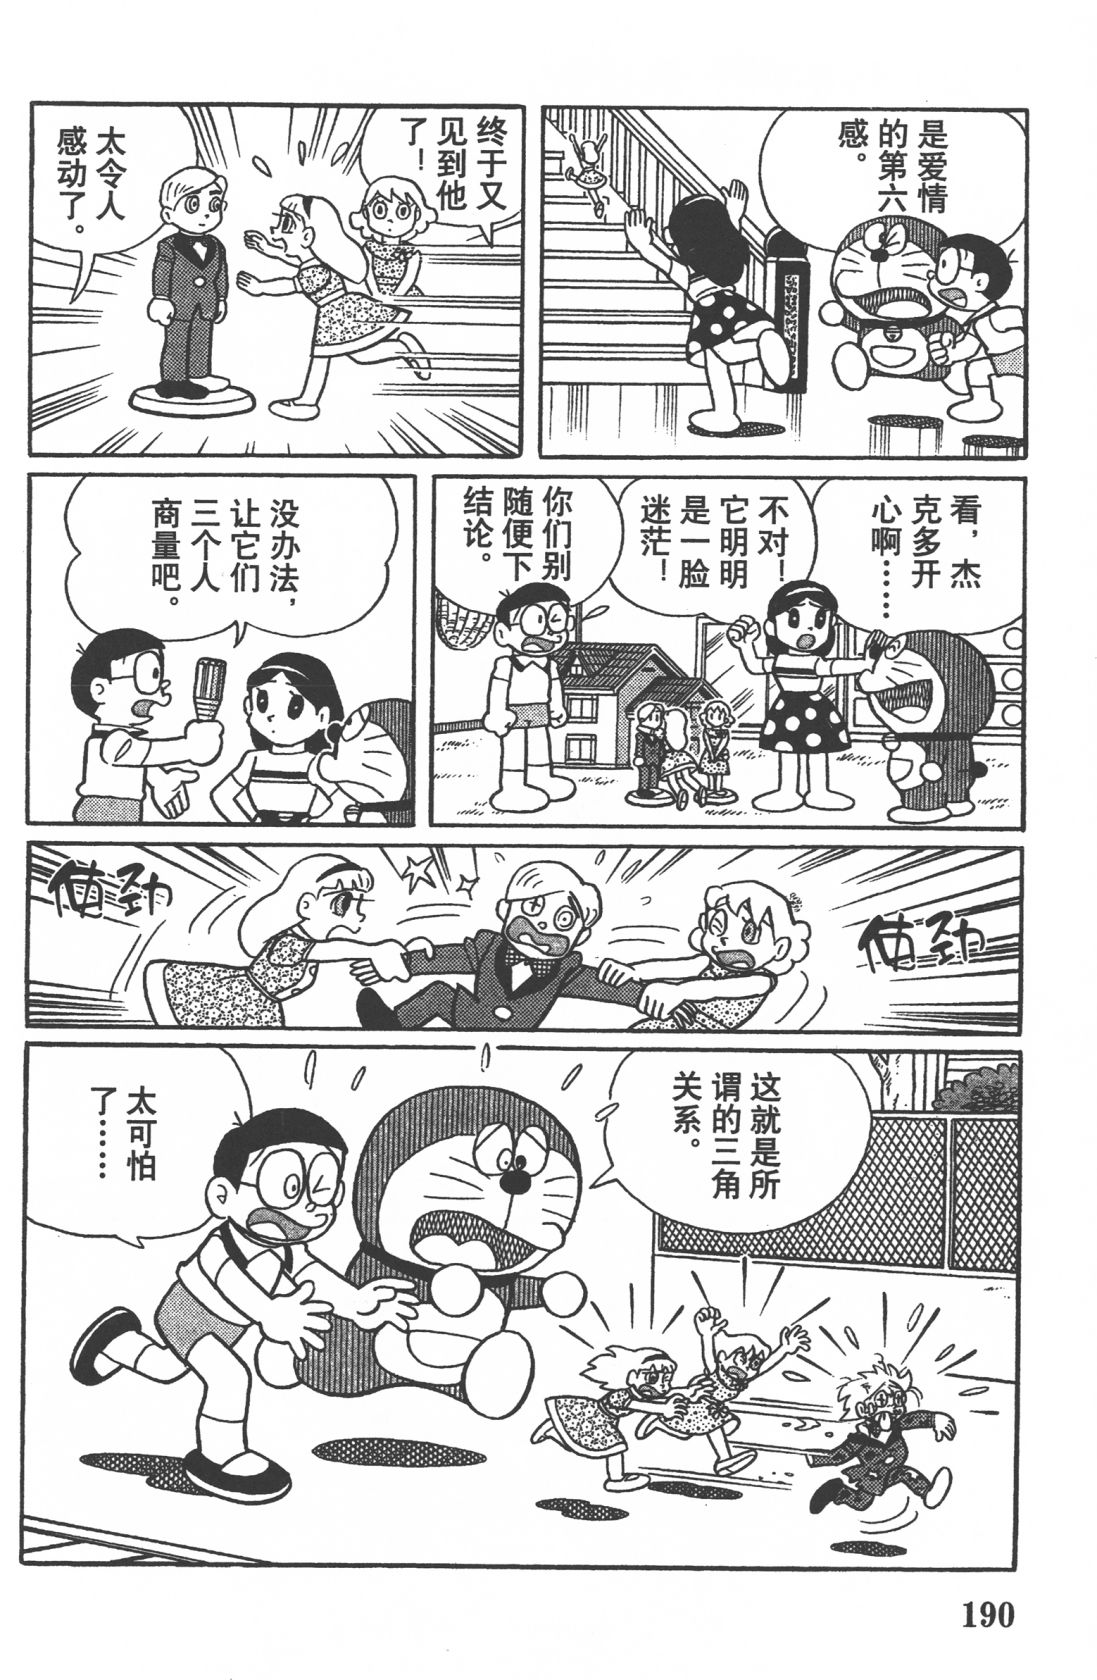 是爱情
的第六
感。
终于又
见到他
了！
太令人
感动了。
看，杰
克多开
心啊……
不对！
它明明
是一脸
迷茫！
你们别
随便下
结论。
没办法，
让它们
三个人
商量吧。
使劲
使劲
这就是所
谓的三角
关系。
太可怕
了……
190